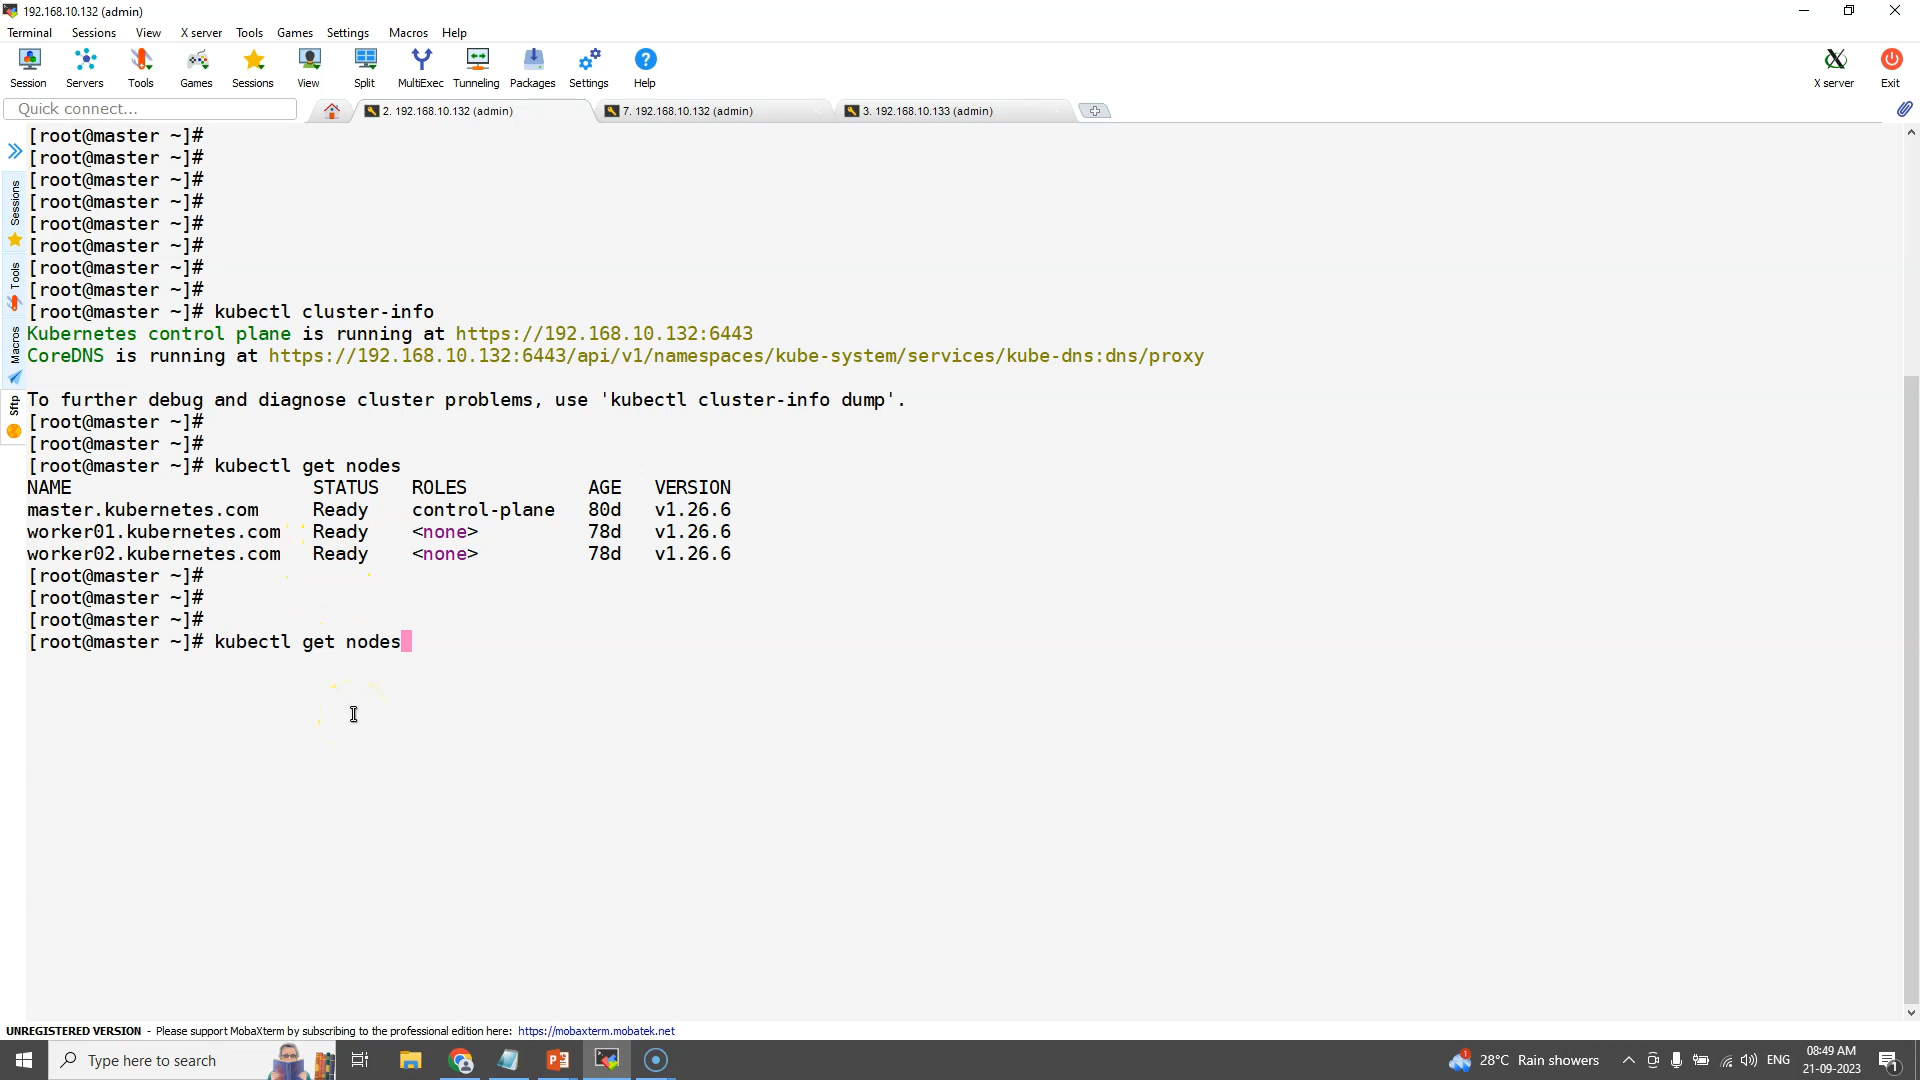 192.168.10.132 (admin)
Terminal Sessions View X server Tools Games Settings Macros Help
Session Servers Tools Games Sessions View Split MultiExec Tunneling Packages Settings Help X server Exit
Quick connect... 2. 192.168.10.132 (admin) 7. 192.168.10.132 (admin) 3. 192.168.10.133 (admin)
Sessions
Tools
Macros
Sftp
[root@master ~]#
[root@master ~]#
[root@master ~]#
[root@master ~]#
[root@master ~]#
[root@master ~]#
[root@master ~]#
[root@master ~]#
[root@master ~]# kubectl cluster-info
Kubernetes control plane is running at https://192.168.10.132:6443
CoreDNS is running at https://192.168.10.132:6443/api/v1/namespaces/kube-system/services/kube-dns:dns/proxy
To further debug and diagnose cluster problems, use 'kubectl cluster-info dump'.
[root@master ~]#
[root@master ~]#
[root@master ~]# kubectl get nodes
NAME STATUS ROLES AGE VERSION
master.kubernetes.com Ready control-plane 80d v1.26.6
worker01.kubernetes.com Ready <none> 78d v1.26.6
worker02.kubernetes.com Ready <none> 78d v1.26.6
[root@master ~]#
[root@master ~]#
[root@master ~]#
[root@master ~]# kubectl get nodes
UNREGISTERED VERSION - Please support MobaXterm by subscribing to the professional edition here: https://mobaxterm.mobatek.net
Type here to search 1 28°C Rain showers ENG 08:49 AM 1
21-09-2023